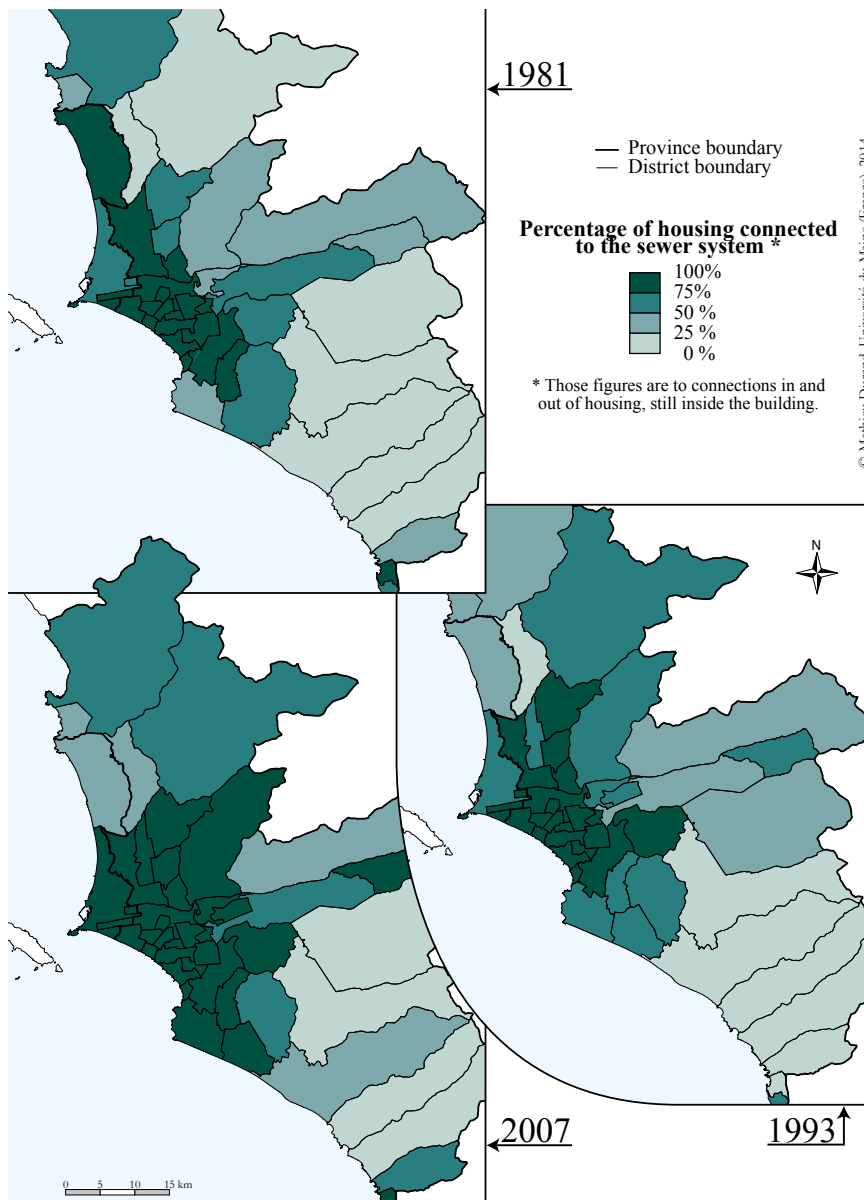 1981
Province boundary
District boundary
Percentage of housing connected
to the sewer system *
100%
75%
50 %
25 %
0 %
* Those figures are to connections in and
out of housing, still inside the building.
N
2007
1993
0 5 10 15 km